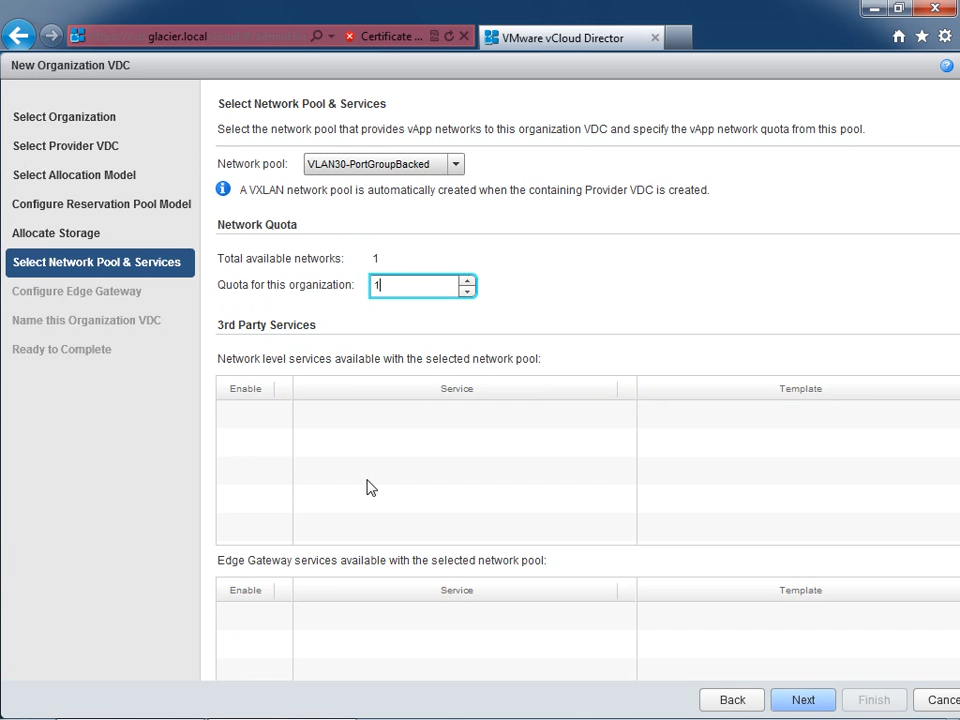 glacier.local
Certificate ...
VMware vCloud Director
New Organization VDC
Select Organization
Select Provider VDC
Select Allocation Model
Configure Reservation Pool Model
Allocate Storage
Select Network Pool & Services
Configure Edge Gateway
Name this Organization VDC
Ready to Complete
Select Network Pool & Services
Select the network pool that provides vApp networks to this organization VDC and specify the vApp network quota from this pool.
Network pool: VLAN30-PortGroupBacked
A VXLAN network pool is automatically created when the containing Provider VDC is created.
Network Quota
Total available networks: 1
Quota for this organization: 1
3rd Party Services
Network level services available with the selected network pool:
Enable Service Template
Edge Gateway services available with the selected network pool:
Enable Service Template
Back Next Finish Cance